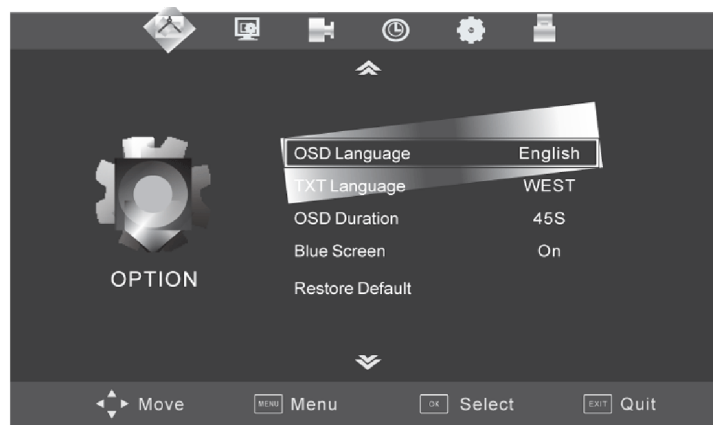 OSD Language English
TXT Language WEST
OSD Duration 45S
Blue Screen On
OPTION
Restore Default
Move MENU Menu OK Select EXIT Quit